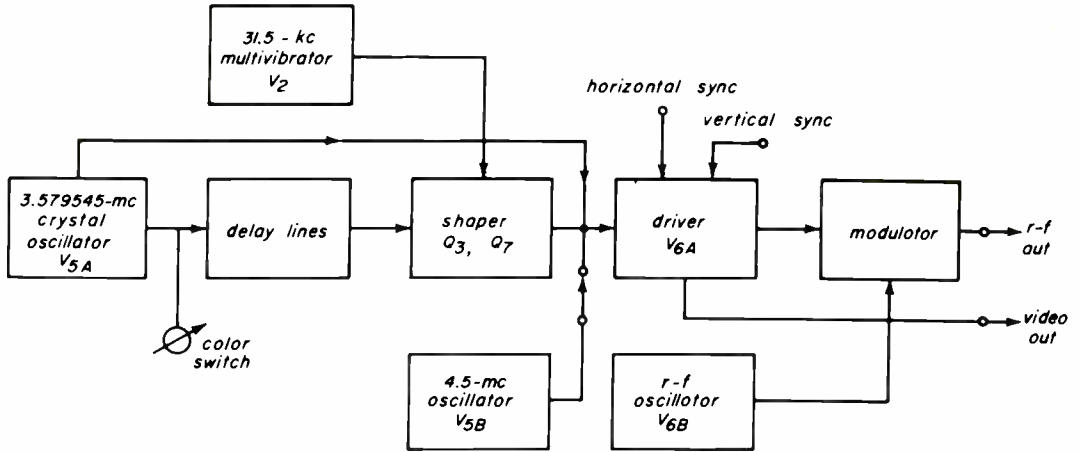 31.5 - kc
multivibrator
V2
horizontal sync
vertical sync
3.579545-mc
crystal
oscillator
V5A
delay lines
shaper
Q3, Q7
driver
V6A
modulotor
r-f
out
color
switch
4.5-mc
oscillator
V5B
r-f
oscillotor
V6B
video
out